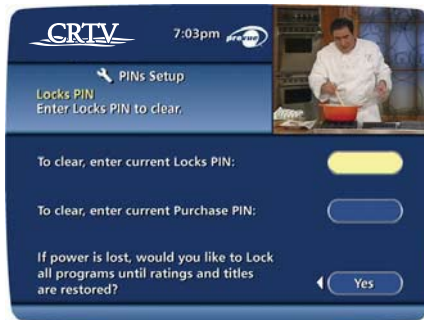 CRTV
7:03pm
prevue
PINs Setup
Locks PIN
Enter Locks PIN to clear.
To clear, enter current Locks PIN:
To clear, enter current Purchase PIN:
If power is lost, would you like to Lock
all programs until ratings and titles
are restored?
Yes